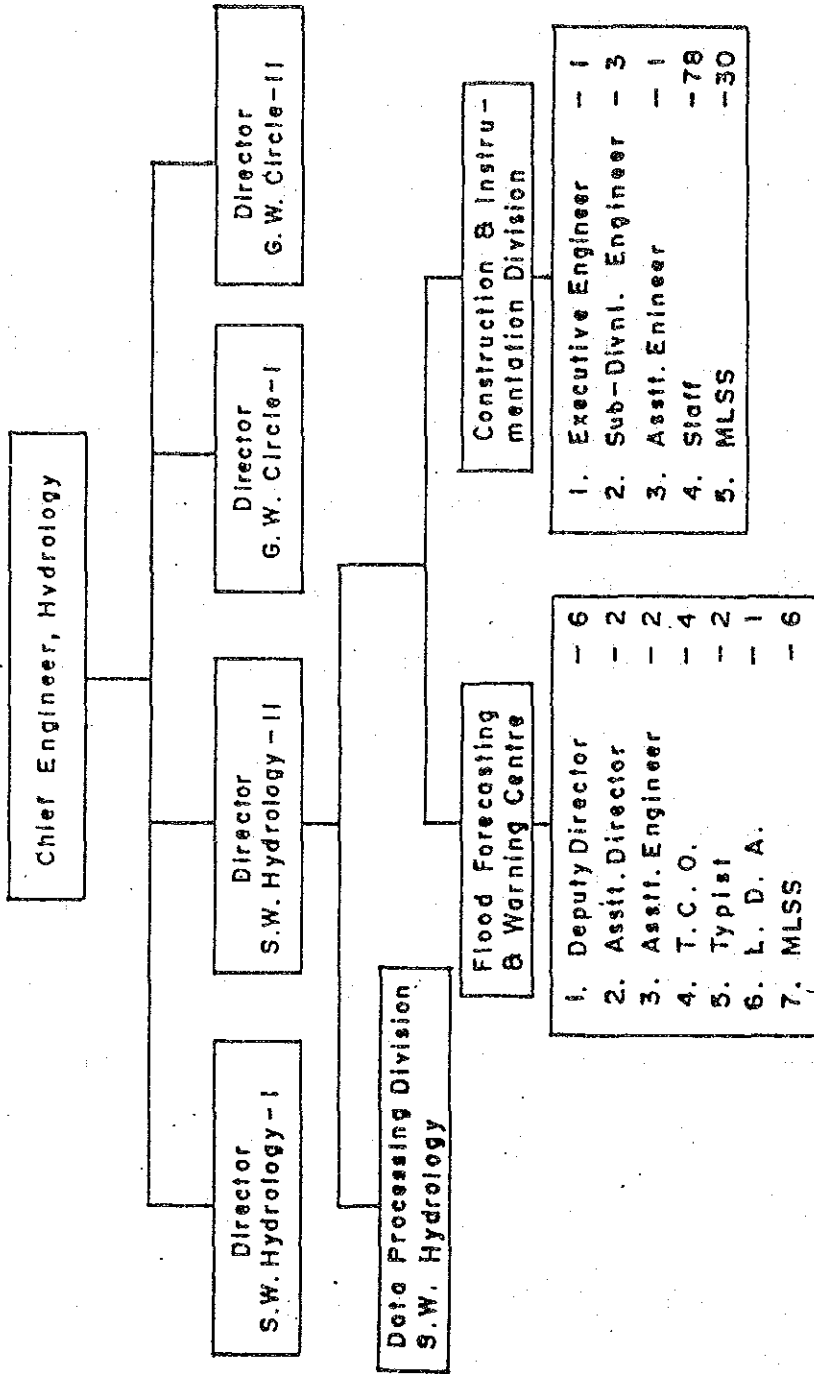 Chief Engineer, Hvdrology
Director
S.W. Hydrology-I
Director
S.W. Hydrology-II
Director
G.W. Circle-I
Director
G.W. Circle-II
Data Processing Division
S.W. Hydrology
Flood Forecasting
& Warning Centre
1. Deputy Director - 6
2. Asstt. Director - 2
3. Asstt. Engineer - 2
4. T.C.O. - 4
5. Typist - 2
6. L.D.A. - 1
7. MLSS - 6
Construction & Instru-
mentation Division
1. Executive Engineer - 1
2. Sub-Divnl. Engineer - 3
3. Asstt. Enineer - 1
4. Staff -78
5. MLSS -30